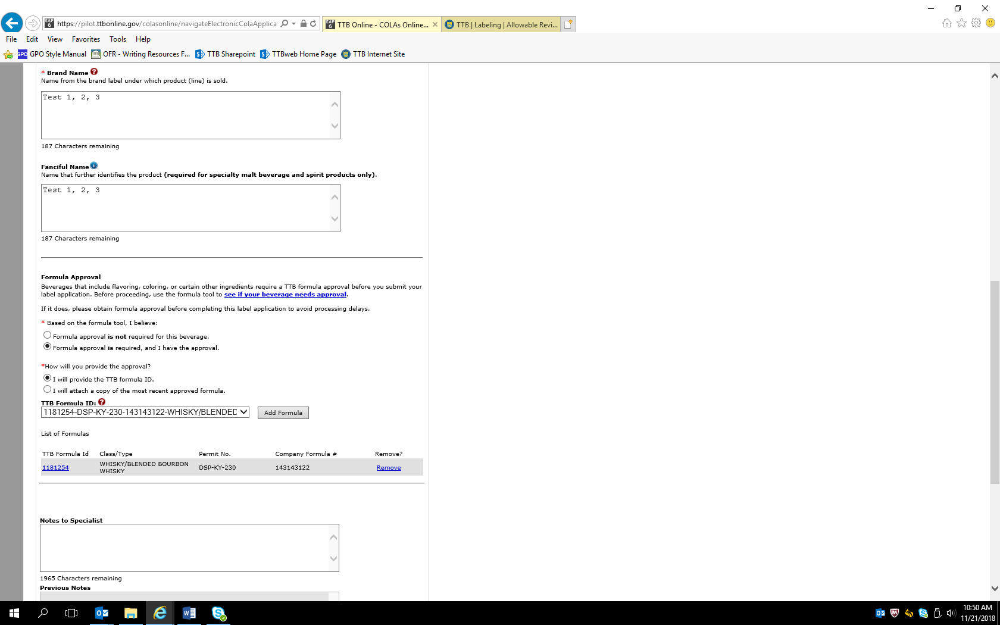 https://pilot.ttbonline.gov/colasonline/navigateElectronicColaApplica
TTB Online - COLAs Online...
TTB | Labeling | Allowable Revi...
File Edit View Favorites Tools Help
GPO Style Manual OFR - Writing Resources F... TTB Sharepoint TTBweb Home Page TTB Internet Site
* Brand Name
Name from the brand label under which product (line) is sold.
Test 1, 2, 3
187 Characters remaining
Fanciful Name
Name that further identifies the product (required for specialty malt beverage and spirit products only).
Test 1, 2, 3
187 Characters remaining
Formula Approval
Beverages that include flavoring, coloring, or certain other ingredients require a TTB formula approval before you submit your
label application. Before proceeding, use the formula tool to see if your beverage needs approval.
If it does, please obtain formula approval before completing this label application to avoid processing delays.
* Based on the formula tool, I believe:
Formula approval is not required for this beverage.
Formula approval is required, and I have the approval.
*How will you provide the approval?
I will provide the TTB formula ID.
I will attach a copy of the most recent approved formula.
TTB Formula ID:
1181254-DSP-KY-230-143143122-WHISKY/BLENDED
Add Formula
List of Formulas
TTB Formula Id Class/Type Permit No. Company Formula # Remove?
1181254 WHISKY/BLENDED BOURBON WHISKY DSP-KY-230 143143122 Remove
Notes to Specialist
1965 Characters remaining
Previous Notes
10:50 AM
11/21/2018